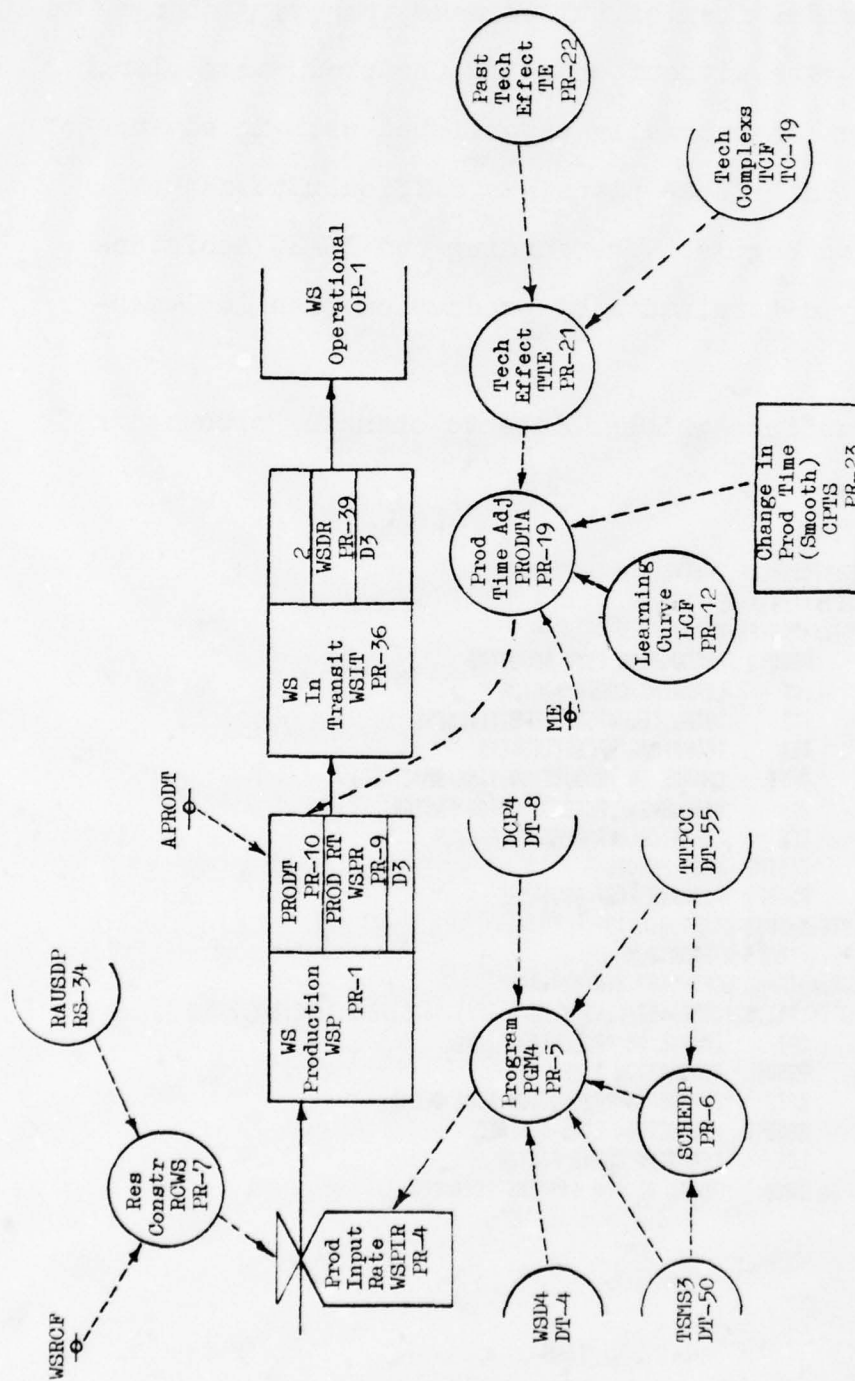 WSRCF
Res
Constr
RCWS
PR-7
RAUSDP
RS-34
APRODT
Prod
Input
Rate
WSPIR
PR-4
WS
Production
WSP
PR-1
PRODT
PR-10
PROD RT
WSPR
PR-9
D3
WS
In
Transit
WSIT
PR-36
2
WSDR
PR-39
D3
WS
Operational
OP-1
WSD4
DT-4
TSMS3
DT-50
SCHEDP
PR-6
Program
PGM4
PR-5
DCP4
DT-8
TTPCC
DT-55
ME
Learning
Curve
LCF
PR-12
Prod
Time Adj
PRODTA
PR-19
Change in
Prod Time
(Smooth)
CPTS
PR-23
Tech
Effect
TTE
PR-21
Past
Tech
Effect
TE
PR-22
Tech
Complexs
TCF
TC-19